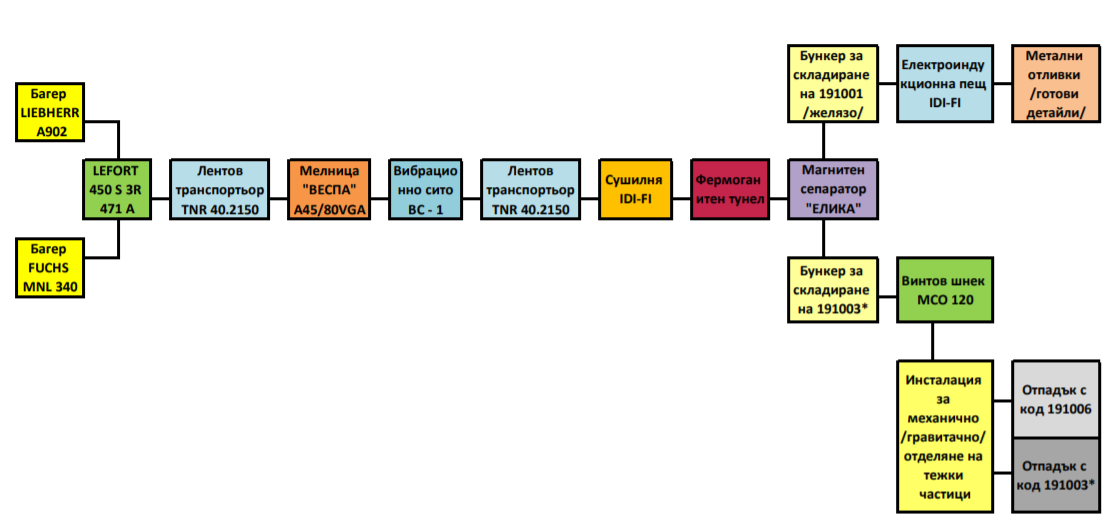 Багер
LIEBHERR
A902
Багер
FUCHS
MNL 340
LEFORT
450 S 3R
471 A
Лентов
транспортьор
TNR 40.2150
Мелница
"ВЕСПА"
A45/80VGA
Вибрацио
нно сито
ВС - 1
Лентов
транспортьор
TNR 40.2150
Сушилня
IDI-FI
Фермоган
итен тунел
Магнитен
сепаратор
"ЕЛИКА"
Бункер за
складиране
на 191001
/желязо/
Електроинду
кционна пещ
IDI-FI
Метални
отливки
/готови
детайли/
Бункер за
складиране
на 191003*
Винтов шнек
МСО 120
Инсталация
за
механично
/гравитачно/
отделяне на
тежки
частици
Отпадък с
код 191006
Отпадък с
код 191003*